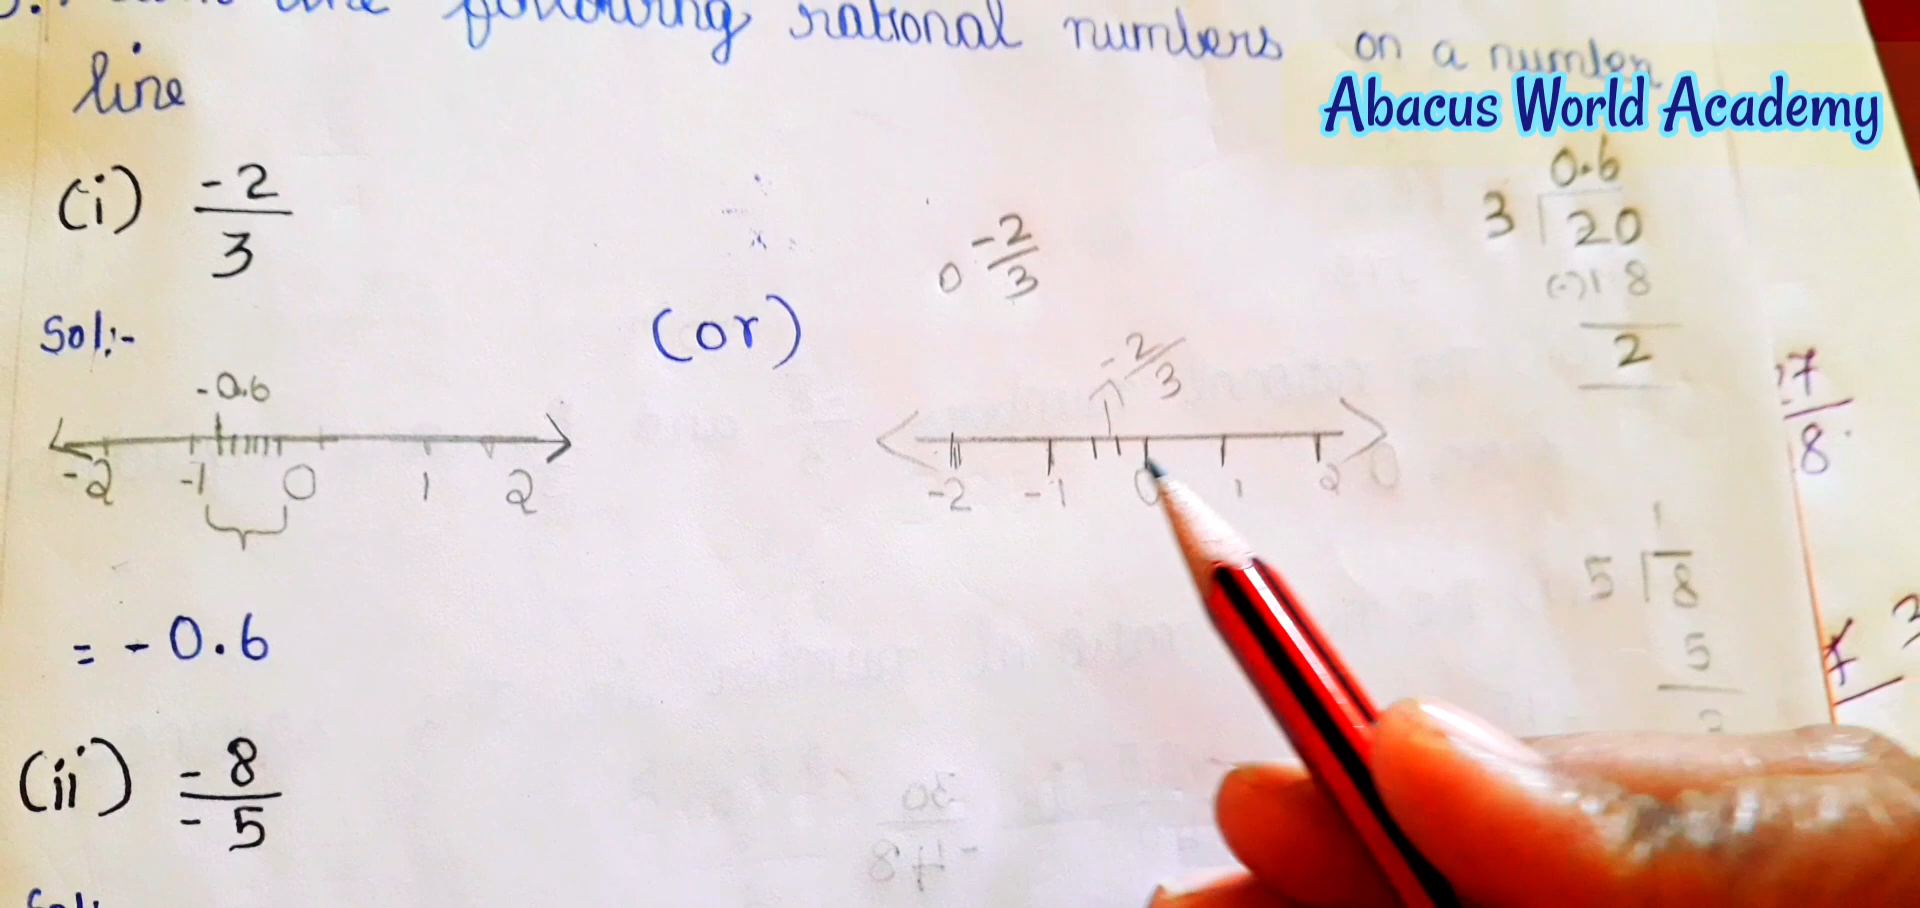 following rational numbers on a number
line
Abacus World Academy
(i) -2/3
0 -2/3
0.6
3 20
(-)18
2
Sol:-
(or)
-0.6
-2 -1 0 1 2
-2/3
-2 -1 0 1 2 0
7/8
1
5 8
5
= -0.6
(ii) -8/-5